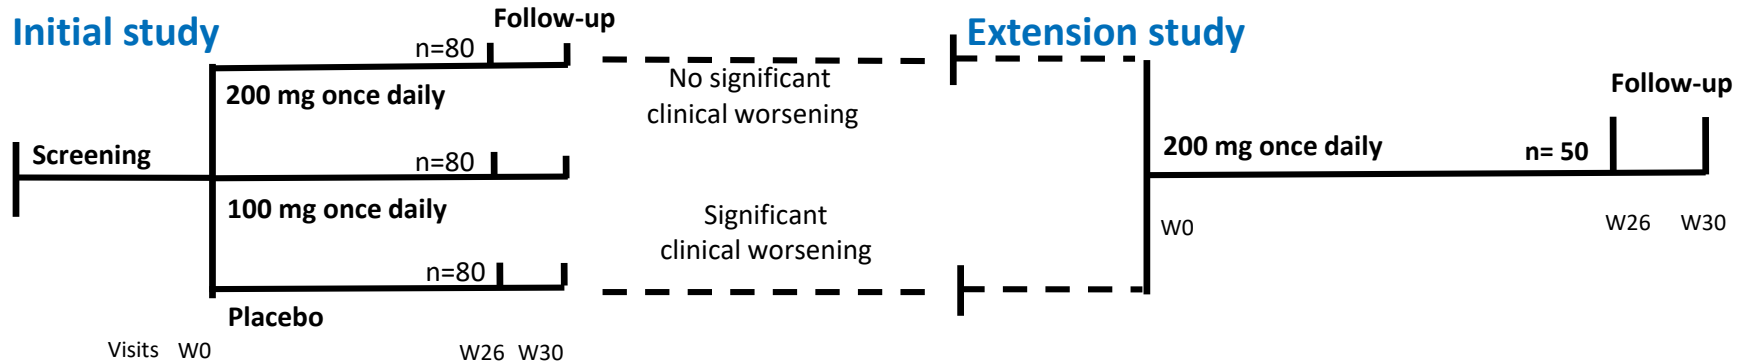 Initial study
Follow-up
n=80
200 mg once daily
Screening
n=80
100 mg once daily
n=80
Placebo
Visits W0 W26 W30
No significant
clinical worsening
Significant
clinical worsening
Extension study
Follow-up
200 mg once daily
n= 50
W0
W26 W30